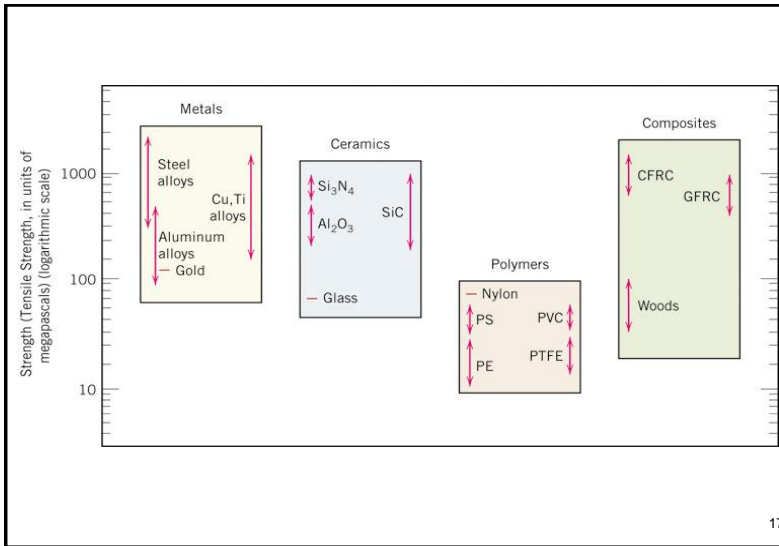 Strength (Tensile Strength, in units of
megapascals) (logarithmic scale)
1000
100
10
Metals
Steel
alloys
Cu,Ti
alloys
Aluminum
alloys
Gold
Ceramics
Si₃N₄
Al₂O₃
SiC
Glass
Polymers
Nylon
PS
PVC
PE
PTFE
Composites
CFRC
GFRC
Woods
17